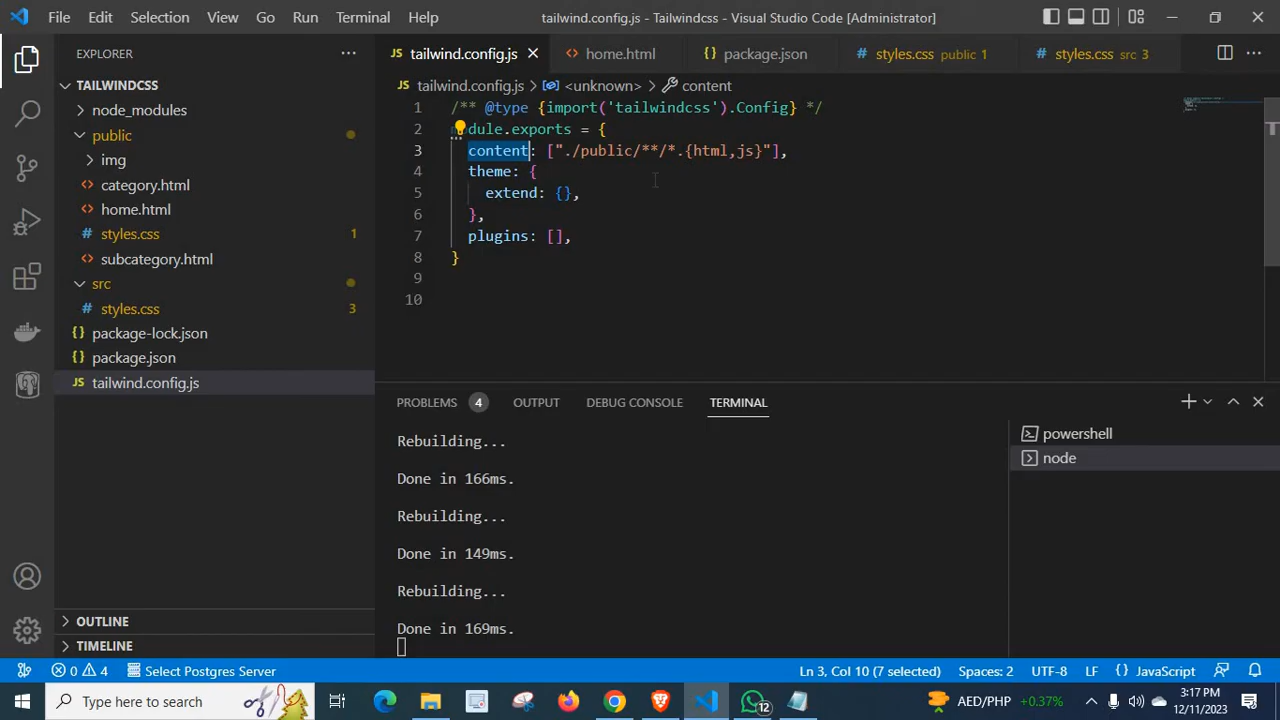 File Edit Selection View Go Run Terminal Help tailwind.config.js - Tailwindcss - Visual Studio Code [Administrator]
EXPLORER
TAILWINDCSS
node_modules
public
img
category.html
home.html
styles.css 1
subcategory.html
src
styles.css 3
package-lock.json
package.json
tailwind.config.js
OUTLINE
TIMELINE
tailwind.config.js home.html package.json styles.css public 1 styles.css src 3
tailwind.config.js > <unknown> > content
1 /** @type {import('tailwindcss').Config} */
2 dule.exports = {
3 content: ["./public/**/*.{html,js}"],
4 theme: {
5 extend: {},
6 },
7 plugins: [],
8 }
9
10
PROBLEMS 4 OUTPUT DEBUG CONSOLE TERMINAL
Rebuilding...
Done in 166ms.
Rebuilding...
Done in 149ms.
Rebuilding...
Done in 169ms.
powershell
node
0 4 Select Postgres Server Ln 3, Col 10 (7 selected) Spaces: 2 UTF-8 LF {} JavaScript
Type here to search 12 AED/PHP +0.37% 3:17 PM
12/11/2023